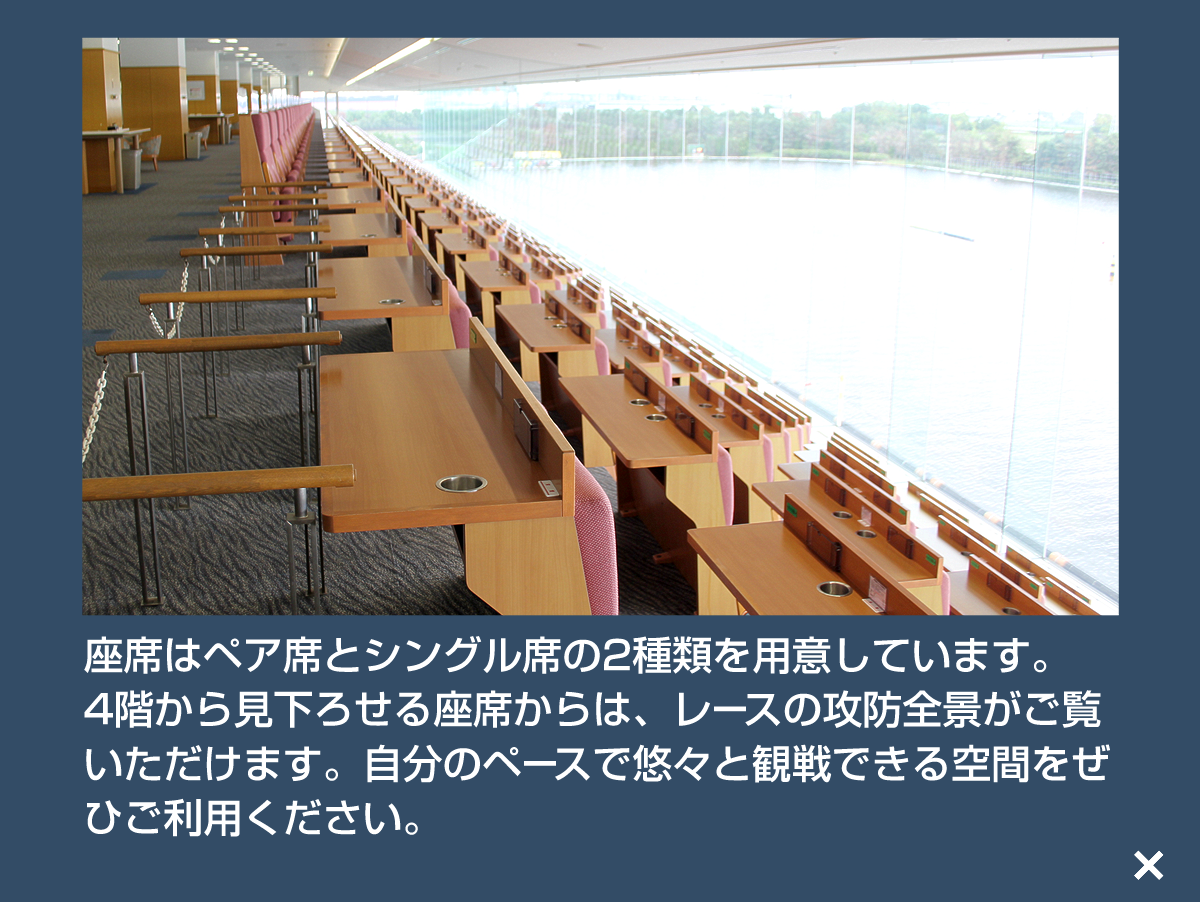 座席はペア席とシングル席の2種類を用意しています。
4階から見下ろせる座席からは、レースの攻防全景がご覧
いただけます。自分のペースで悠々と観戦できる空間をぜ
ひご利用ください。